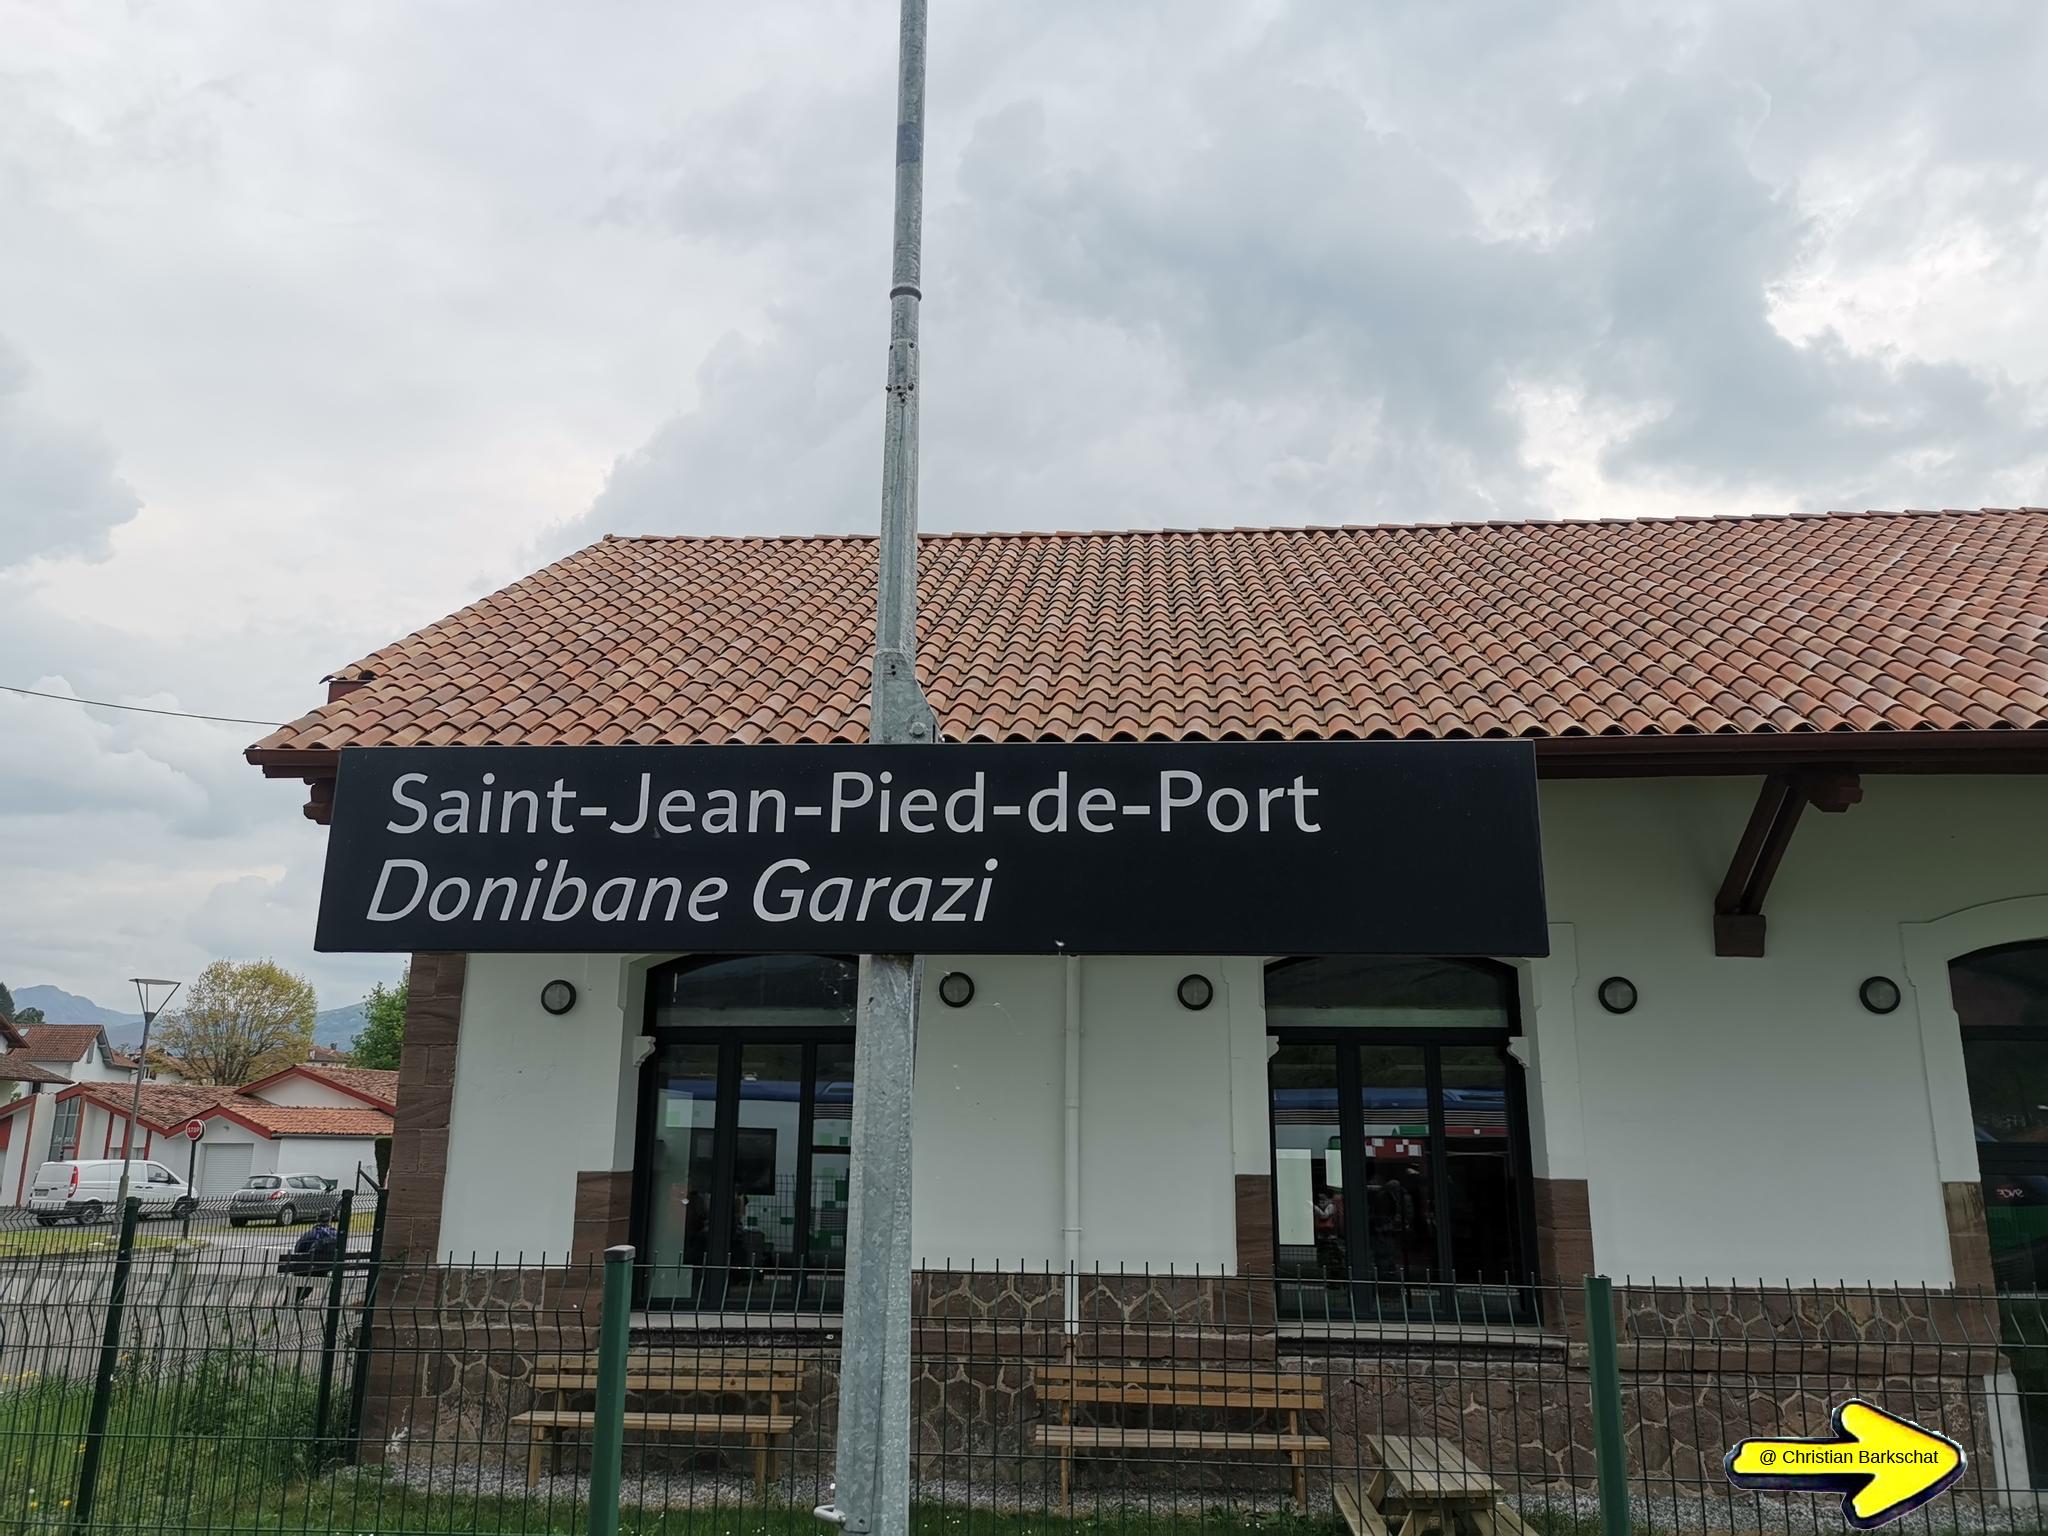 Saint-Jean-Pied-de-Port
Donibane Garazi
STOP
@ Christian Barkschat